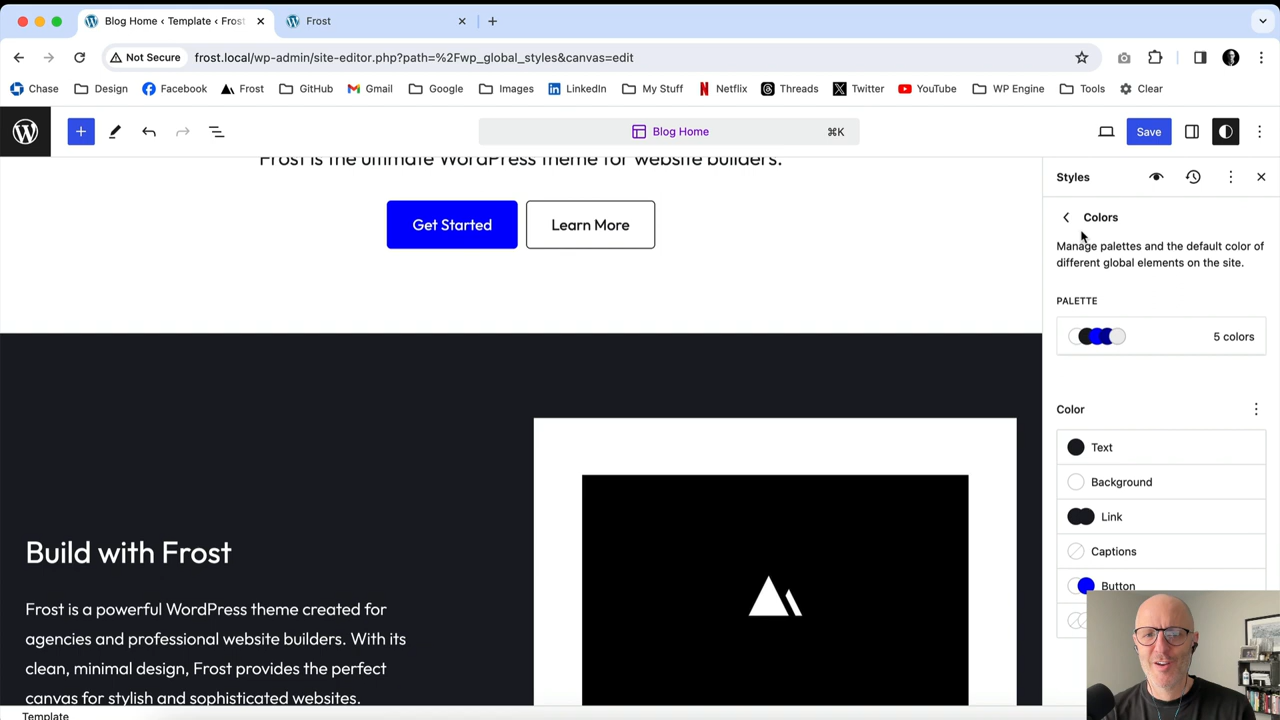 Blog Home ‹ Template ‹ Frost
Frost
Not Secure
frost.local/wp-admin/site-editor.php?path=%2Fwp_global_styles&canvas=edit
Chase
Design
Facebook
Frost
GitHub
Gmail
Google
Images
LinkedIn
My Stuff
Netflix
Threads
Twitter
YouTube
WP Engine
Tools
Clear
Blog Home
⌘K
Save
Frost is the ultimate WordPress theme for website builders.
Get Started
Learn More
Build with Frost
Frost is a powerful WordPress theme created for
agencies and professional website builders. With its
clean, minimal design, Frost provides the perfect
canvas for stylish and sophisticated websites.
Template
Styles
Colors
Manage palettes and the default color of
different global elements on the site.
PALETTE
5 colors
Color
Text
Background
Link
Captions
Button